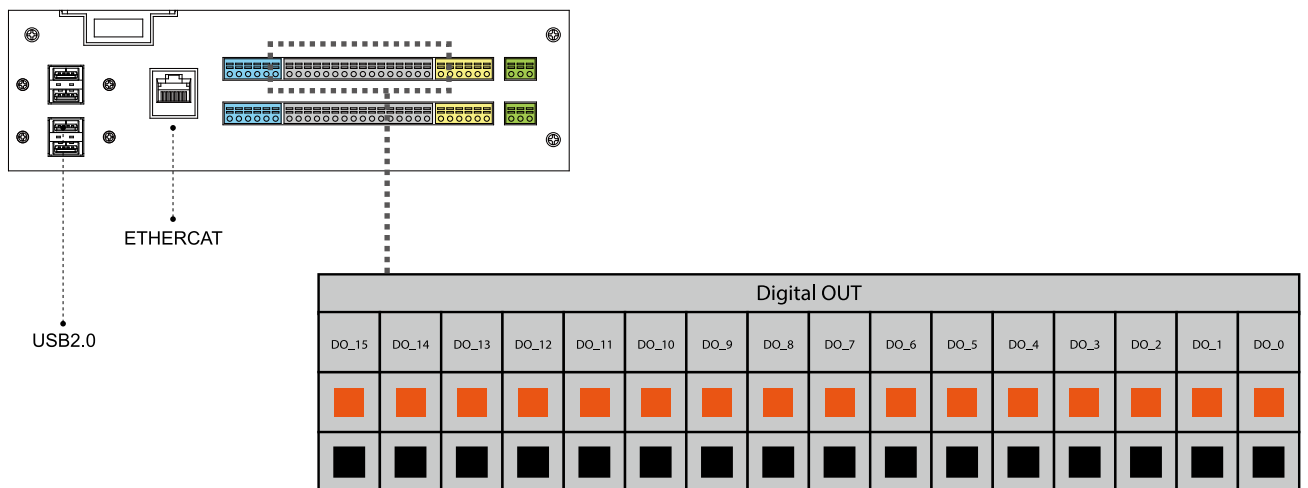 ETHERCAT
USB2.0
Digital OUT
DO_15 DO_14 DO_13 DO_12 DO_11 DO_10 DO_9 DO_8 DO_7 DO_6 DO_5 DO_4 DO_3 DO_2 DO_1 DO_0